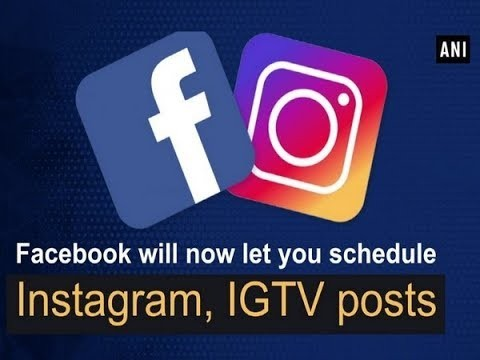 ANI
Facebook will now let you schedule
Instagram, IGTV posts